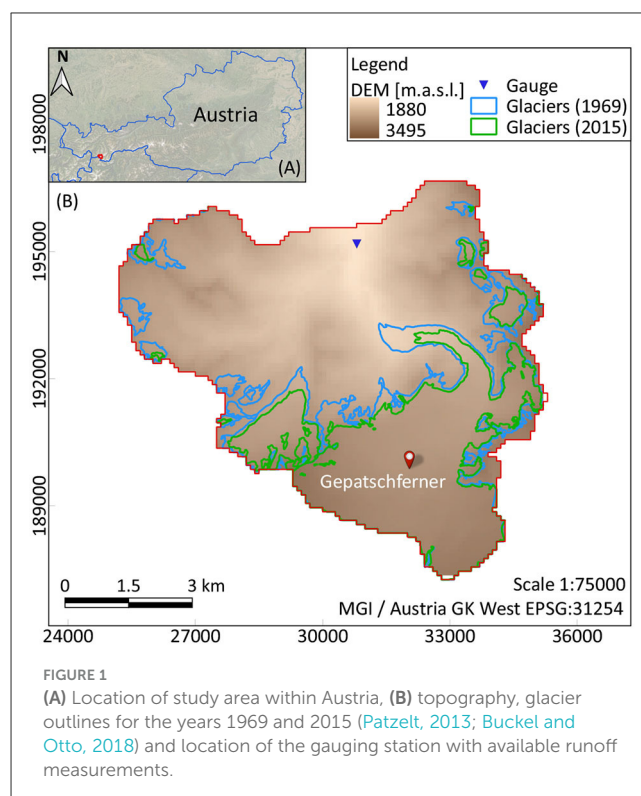 N
Austria
(A)
198000
Legend
DEM [m.a.s.l.]
1880
3495
Gauge
Glaciers (1969)
Glaciers (2015)
(B)
195000
192000
189000
Gepatschferner
0 1.5 3 km
Scale 1:75000
MGI / Austria GK West EPSG:31254
24000 27000 30000 33000 36000
FIGURE 1
(A) Location of study area within Austria, (B) topography, glacier
outlines for the years 1969 and 2015 (Patzelt, 2013; Buckel and
Otto, 2018) and location of the gauging station with available runoff
measurements.